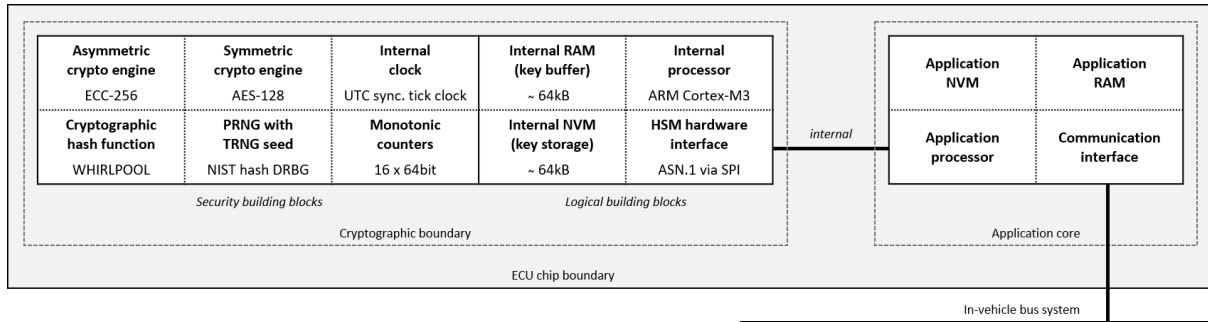 Asymmetric
crypto engine
ECC-256
Symmetric
crypto engine
AES-128
Internal
clock
UTC sync. tick clock
Internal RAM
(key buffer)
~ 64kB
Internal
processor
ARM Cortex-M3
Cryptographic
hash function
WHIRLPOOL
PRNG with
TRNG seed
NIST hash DRBG
Monotonic
counters
16 x 64bit
Internal NVM
(key storage)
~ 64kB
HSM hardware
interface
ASN.1 via SPI
Security building blocks
Logical building blocks
Cryptographic boundary
internal
Application
NVM
Application
RAM
Application
processor
Communication
interface
Application core
ECU chip boundary
In-vehicle bus system